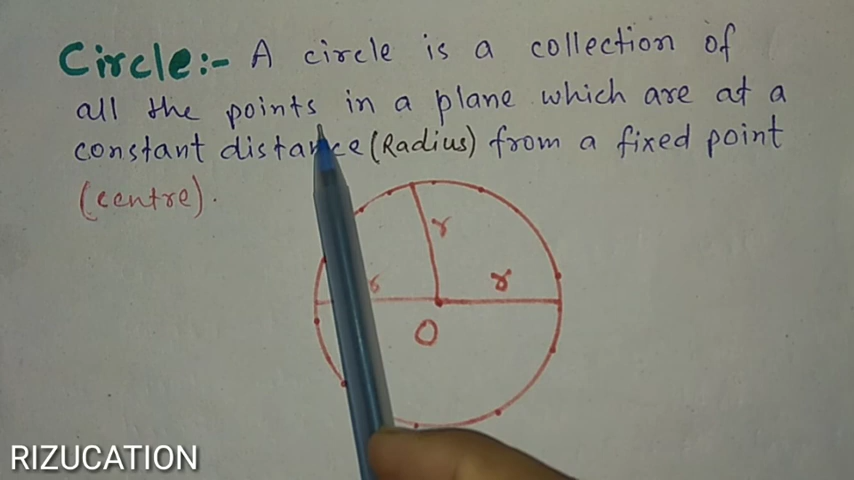 Circle:- A circle is a collection of
all the points in a plane which are at a
constant distance (Radius) from a fixed point
(centre).
r
r r
O
RIZUCATION